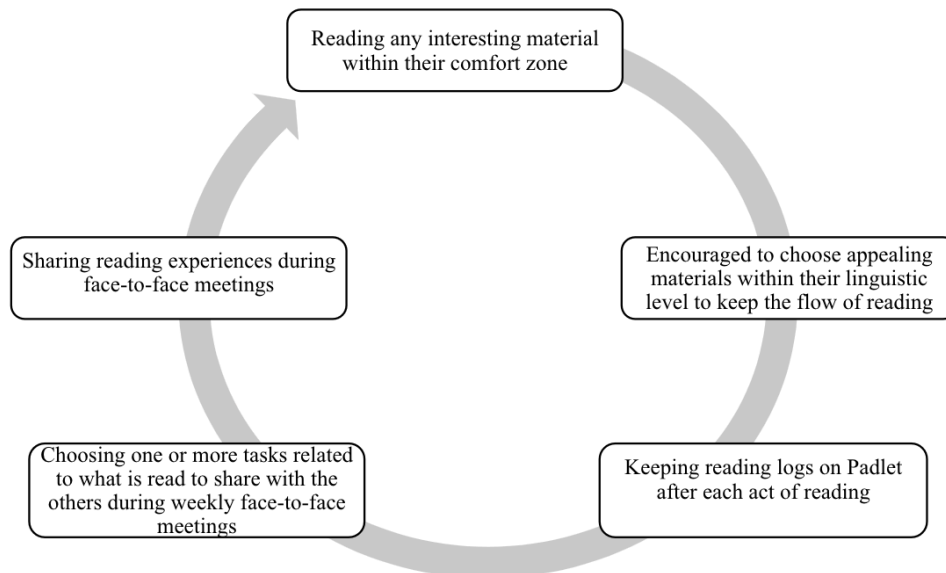 Reading any interesting material
within their comfort zone
Encouraged to choose appealing
materials within their linguistic
level to keep the flow of reading
Keeping reading logs on Padlet
after each act of reading
Choosing one or more tasks related
to what is read to share with the
others during weekly face-to-face
meetings
Sharing reading experiences during
face-to-face meetings